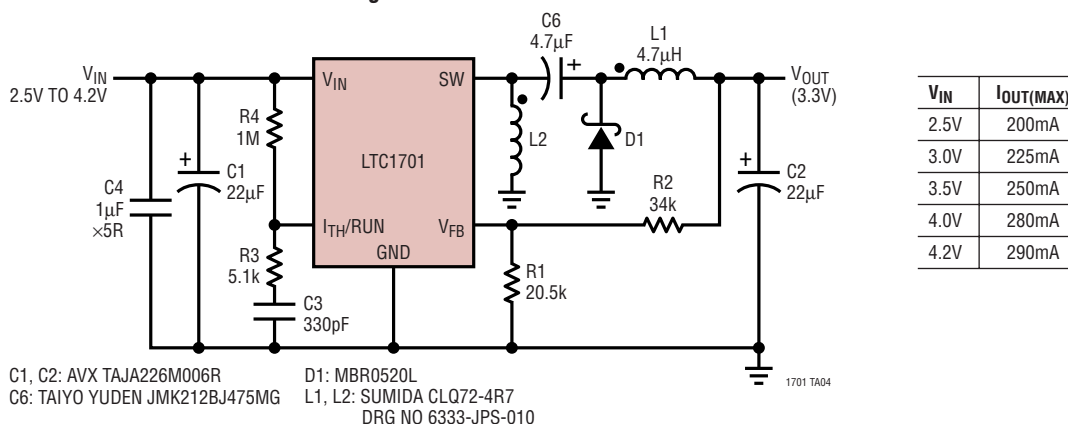 C6
4.7µF
+
L1
4.7µH
VIN
2.5V TO 4.2V
VIN
SW
VOUT
(3.3V)
R4
1M
L2
D1
LTC1701
+
C1
22µF
C4
1µF
×5R
R2
34k
+
C2
22µF
ITH/RUN
VFB
GND
R3
5.1k
R1
20.5k
C3
330pF
1701 TA04
C1, C2: AVX TAJA226M006R
C6: TAIYO YUDEN JMK212BJ475MG
D1: MBR0520L
L1, L2: SUMIDA CLQ72-4R7
DRG NO 6333-JPS-010
VIN IOUT(MAX)
2.5V 200mA
3.0V 225mA
3.5V 250mA
4.0V 280mA
4.2V 290mA